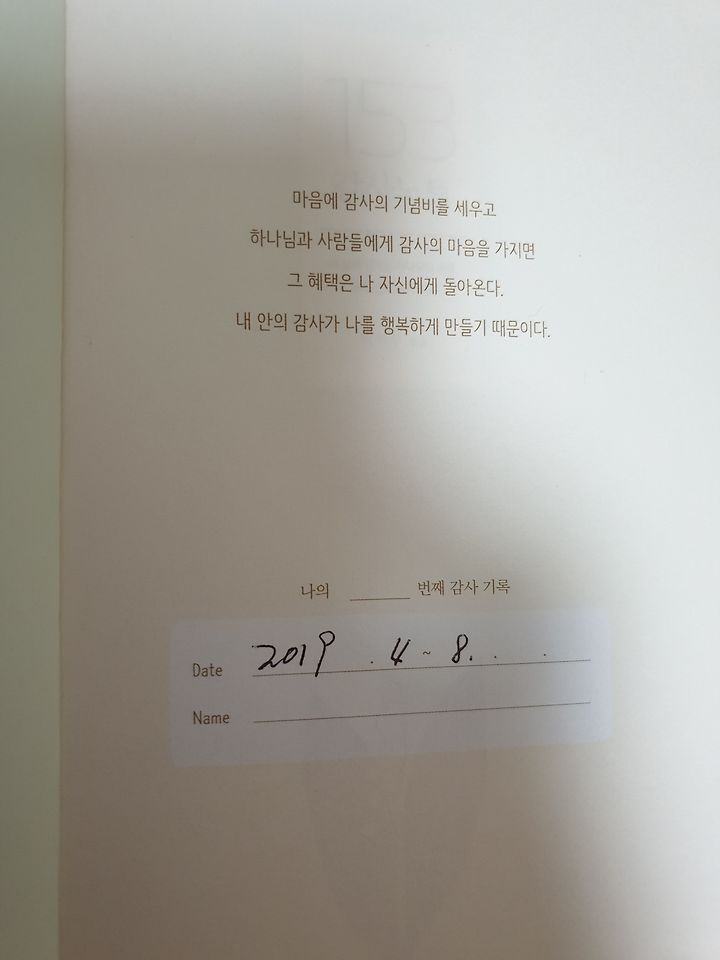 마음에 감사의 기념비를 세우고
하나님과 사람들에게 감사의 마음을 가지면
그 혜택은 나 자신에게 돌아온다.
내 안의 감사가 나를 행복하게 만들기 때문이다.
나의 ______ 번째 감사 기록
Date 2019 . 4 ~ 8. . .
Name